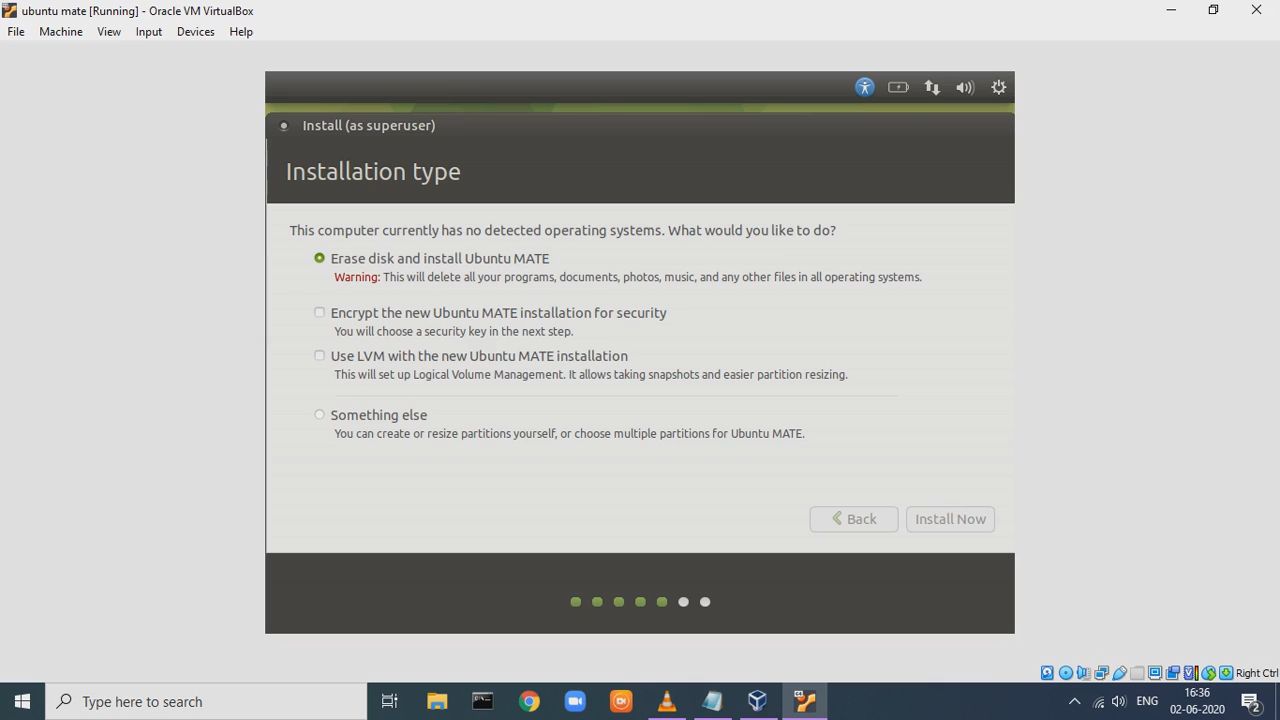 ubuntu mate [Running] - Oracle VM VirtualBox
File Machine View Input Devices Help
Install (as superuser)
Installation type
This computer currently has no detected operating systems. What would you like to do?
Erase disk and install Ubuntu MATE
Warning: This will delete all your programs, documents, photos, music, and any other files in all operating systems.
Encrypt the new Ubuntu MATE installation for security
You will choose a security key in the next step.
Use LVM with the new Ubuntu MATE installation
This will set up Logical Volume Management. It allows taking snapshots and easier partition resizing.
Something else
You can create or resize partitions yourself, or choose multiple partitions for Ubuntu MATE.
Back Install Now
Right Ctrl
Type here to search
ENG
16:36
02-06-2020
2